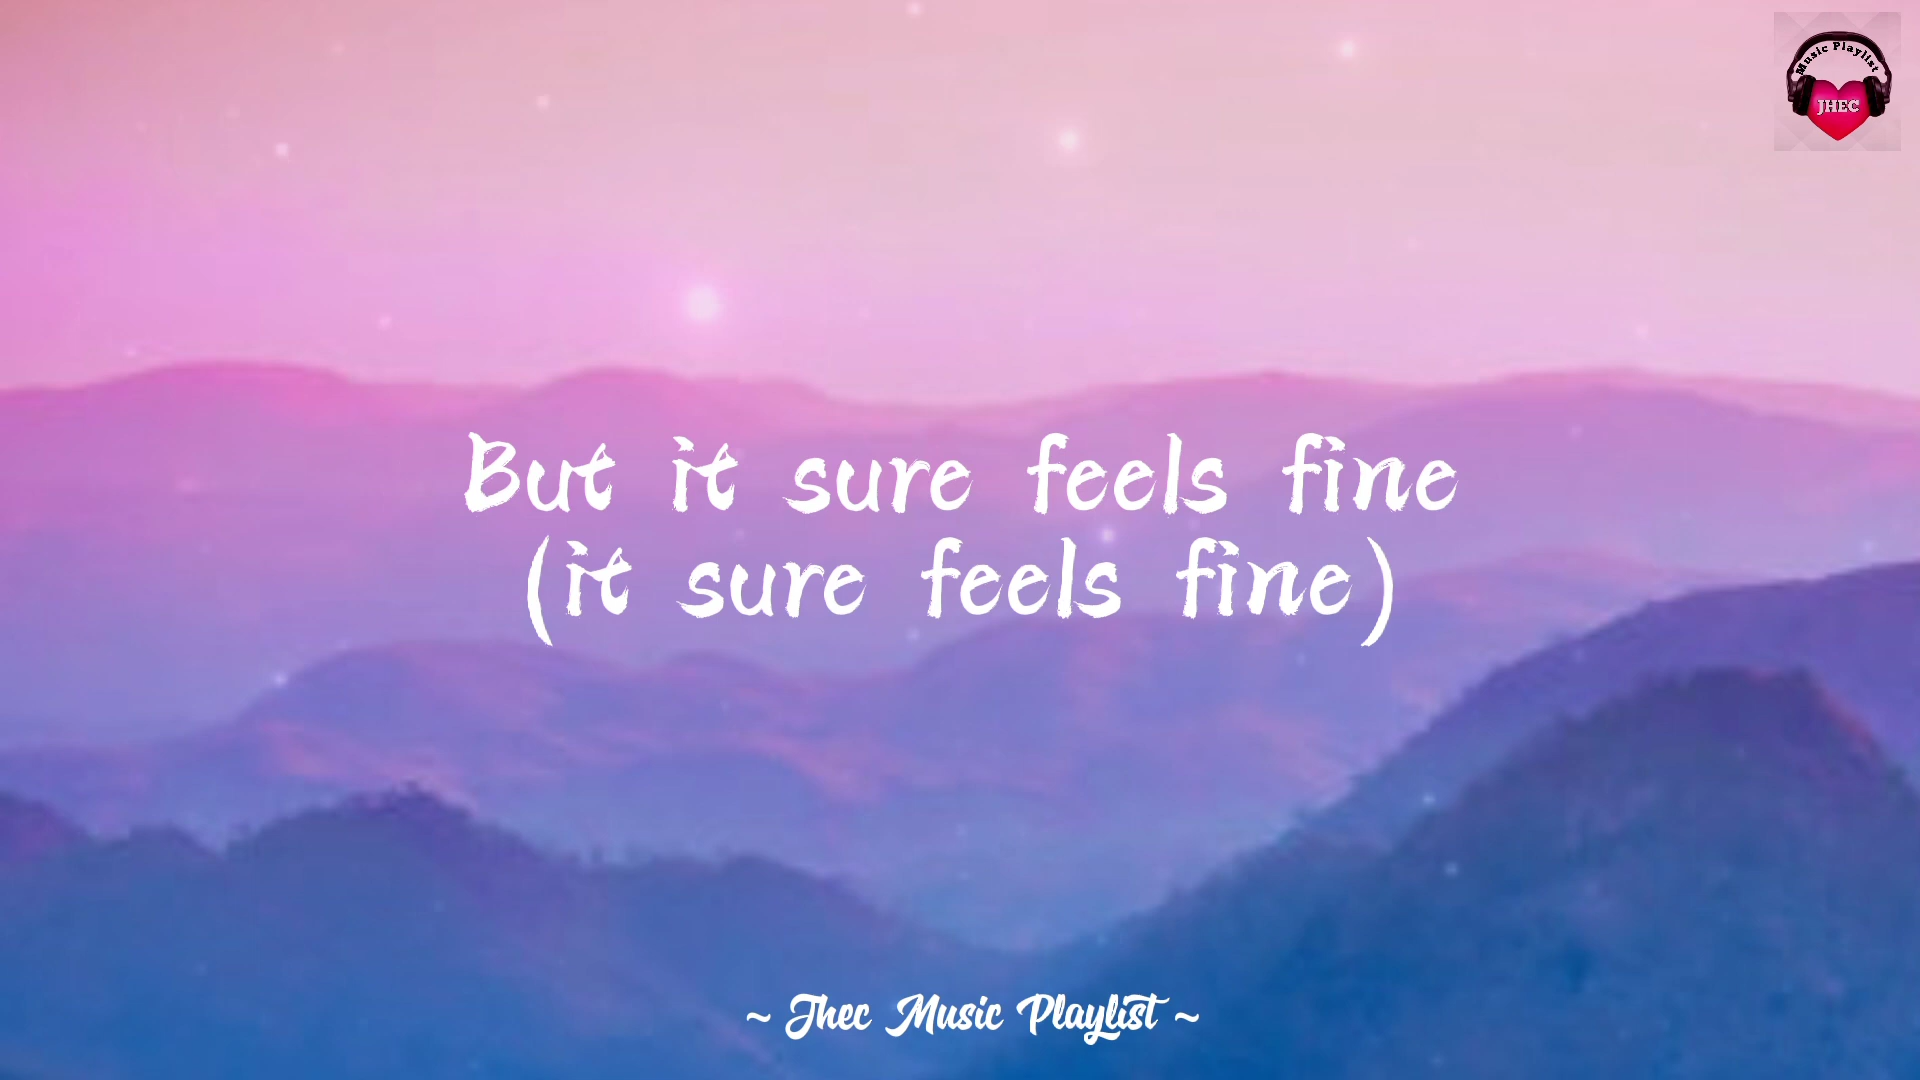 Music Playlist
JHEC
But it sure feels fine
(it sure feels fine)
~ Jhec Music Playlist ~